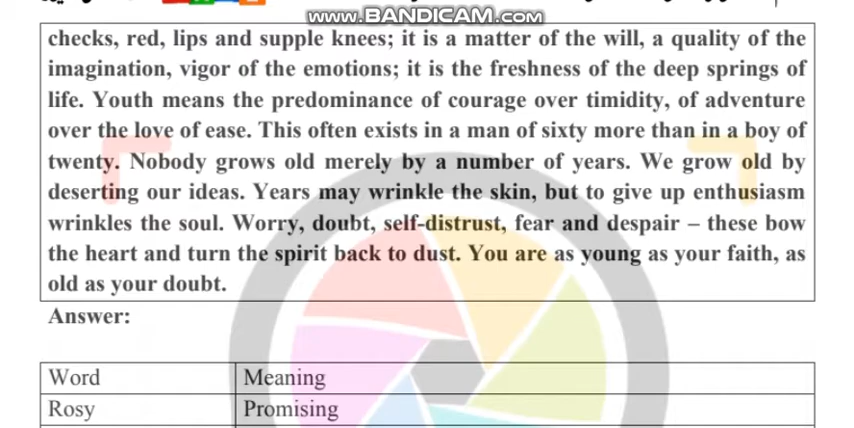 www.BANDICAM.com
checks, red, lips and supple knees; it is a matter of the will, a quality of the
imagination, vigor of the emotions; it is the freshness of the deep springs of
life. Youth means the predominance of courage over timidity, of adventure
over the love of ease. This often exists in a man of sixty more than in a boy of
twenty. Nobody grows old merely by a number of years. We grow old by
deserting our ideas. Years may wrinkle the skin, but to give up enthusiasm
wrinkles the soul. Worry, doubt, self-distrust, fear and despair – these bow
the heart and turn the spirit back to dust. You are as young as your faith, as
old as your doubt.
Answer:
Word Meaning
Rosy Promising